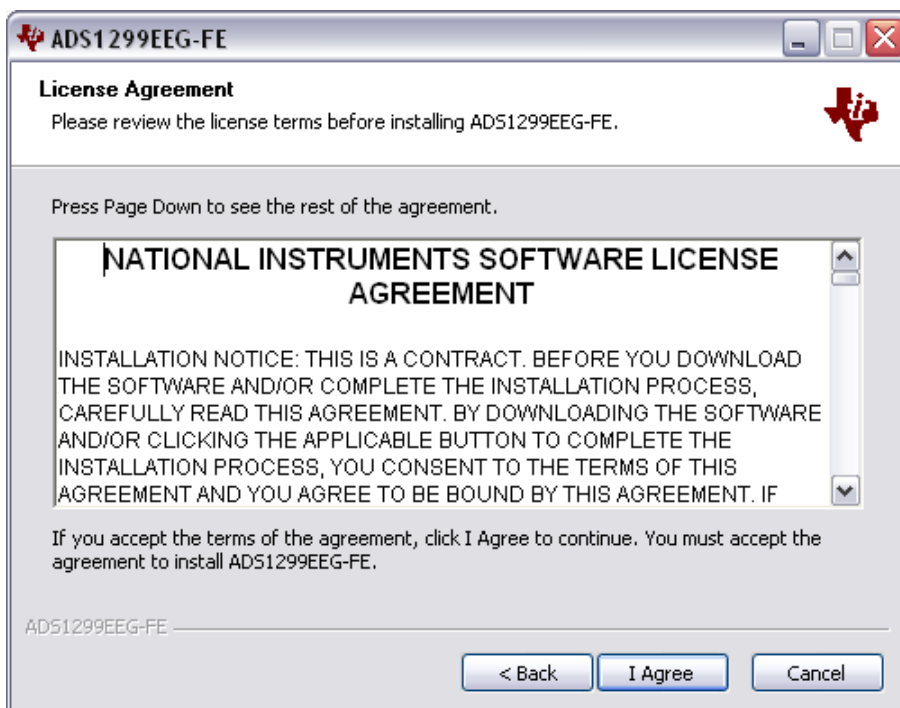 ADS1299EEG-FE
License Agreement
Please review the license terms before installing ADS1299EEG-FE.
Press Page Down to see the rest of the agreement.
NATIONAL INSTRUMENTS SOFTWARE LICENSE
AGREEMENT
INSTALLATION NOTICE: THIS IS A CONTRACT. BEFORE YOU DOWNLOAD
THE SOFTWARE AND/OR COMPLETE THE INSTALLATION PROCESS,
CAREFULLY READ THIS AGREEMENT. BY DOWNLOADING THE SOFTWARE
AND/OR CLICKING THE APPLICABLE BUTTON TO COMPLETE THE
INSTALLATION PROCESS, YOU CONSENT TO THE TERMS OF THIS
AGREEMENT AND YOU AGREE TO BE BOUND BY THIS AGREEMENT. IF
If you accept the terms of the agreement, click I Agree to continue. You must accept the
agreement to install ADS1299EEG-FE.
ADS1299EEG-FE
< Back
I Agree
Cancel